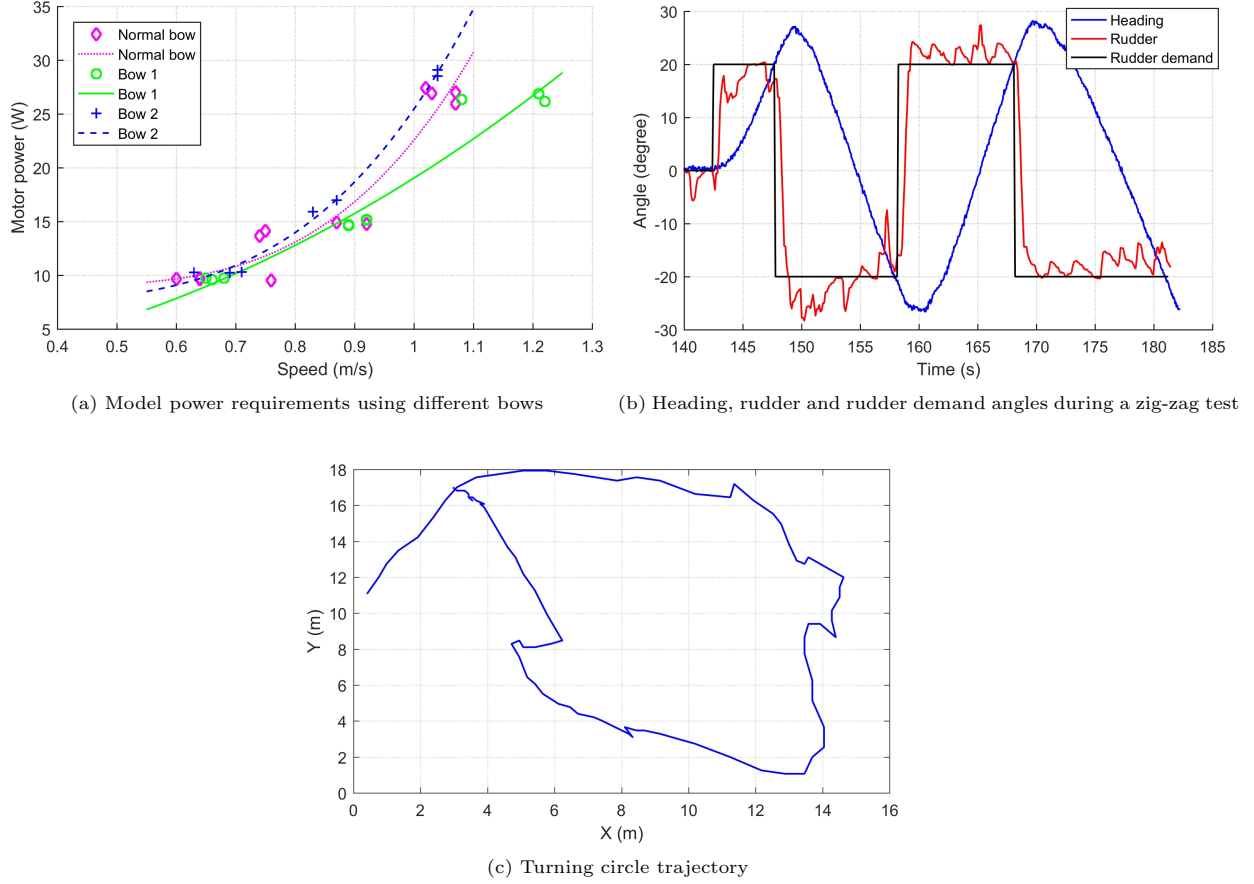 35
30
25
20
15
10
5
0.4 0.5 0.6 0.7 0.8 0.9 1 1.1 1.2 1.3
Motor power (W)
Speed (m/s)
Normal bow
Normal bow
Bow 1
Bow 1
Bow 2
Bow 2
(a) Model power requirements using different bows
30
20
10
0
-10
-20
-30
140 145 150 155 160 165 170 175 180 185
Angle (degree)
Time (s)
Heading
Rudder
Rudder demand
(b) Heading, rudder and rudder demand angles during a zig-zag test
18
16
14
12
10
8
6
4
2
0
0 2 4 6 8 10 12 14 16
Y (m)
X (m)
(c) Turning circle trajectory